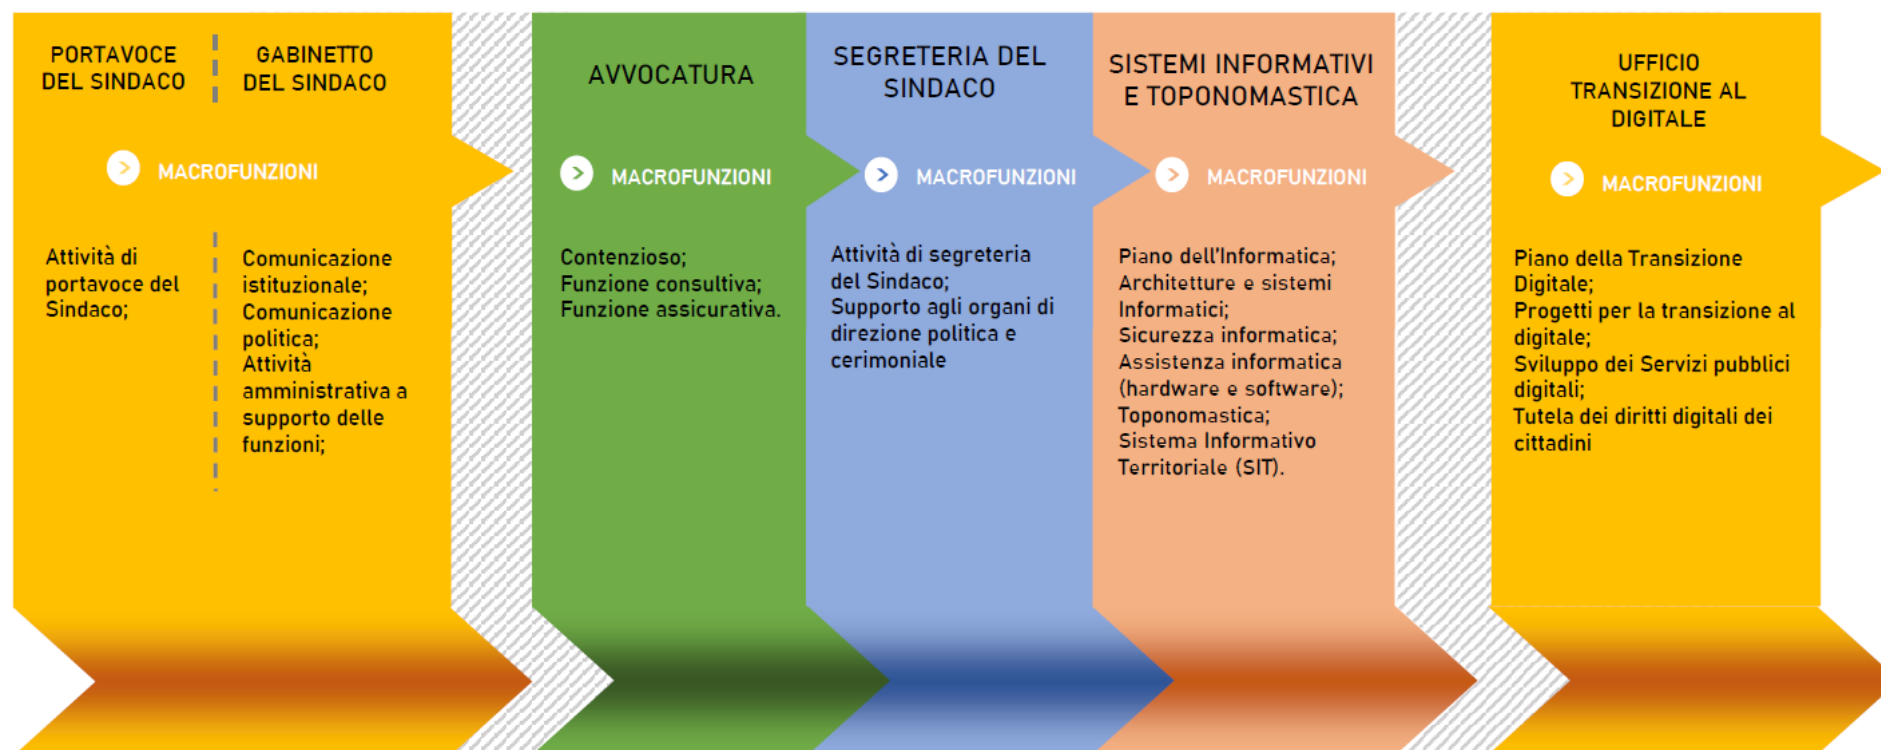 PORTAVOCE
DEL SINDACO
GABINETTO
DEL SINDACO
MACROFUNZIONI
Attività di
portavoce del
Sindaco;
Comunicazione
istituzionale;
Comunicazione
politica;
Attività
amministrativa a
supporto delle
funzioni;
AVVOCATURA
MACROFUNZIONI
Contenzioso;
Funzione consultiva;
Funzione assicurativa.
SEGRETERIA DEL
SINDACO
MACROFUNZIONI
Attività di segreteria
del Sindaco;
Supporto agli organi di
direzione politica e
cerimoniale
SISTEMI INFORMATIVI
E TOPONOMASTICA
MACROFUNZIONI
Piano dell'Informatica;
Architetture e sistemi
Informatici;
Sicurezza informatica;
Assistenza informatica
(hardware e software);
Toponomastica;
Sistema Informativo
Territoriale (SIT).
UFFICIO
TRANSIZIONE AL
DIGITALE
MACROFUNZIONI
Piano della Transizione
Digitale;
Progetti per la transizione al
digitale;
Sviluppo dei Servizi pubblici
digitali;
Tutela dei diritti digitali dei
cittadini